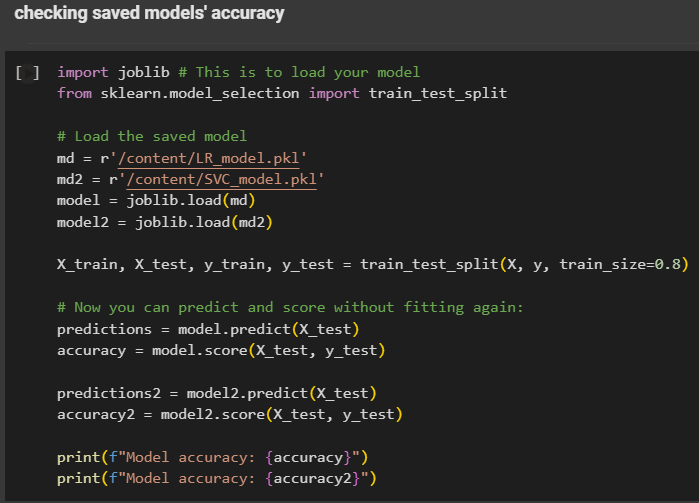 checking saved models' accuracy
[ ] import joblib # This is to load your model
from sklearn.model_selection import train_test_split
# Load the saved model
md = r'/content/LR_model.pkl'
md2 = r'/content/SVC_model.pkl'
model = joblib.load(md)
model2 = joblib.load(md2)
X_train, X_test, y_train, y_test = train_test_split(X, y, train_size=0.8)
# Now you can predict and score without fitting again:
predictions = model.predict(X_test)
accuracy = model.score(X_test, y_test)
predictions2 = model2.predict(X_test)
accuracy2 = model2.score(X_test, y_test)
print(f"Model accuracy: {accuracy}")
print(f"Model accuracy: {accuracy2}")